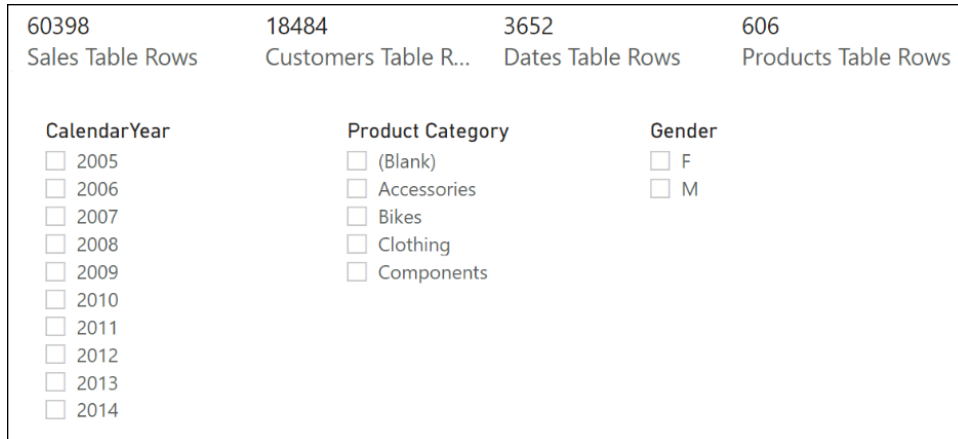 60398
Sales Table Rows
18484
Customers Table R...
3652
Dates Table Rows
606
Products Table Rows
CalendarYear
2005
2006
2007
2008
2009
2010
2011
2012
2013
2014
Product Category
(Blank)
Accessories
Bikes
Clothing
Components
Gender
F
M